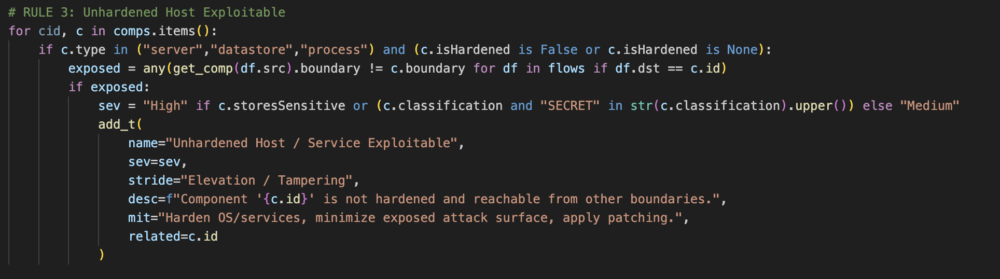 # RULE 3: Unhardened Host Exploitable
for cid, c in comps.items():
    if c.type in ("server","datastore","process") and (c.isHardened is False or c.isHardened is None):
        exposed = any(get_comp(df.src).boundary != c.boundary for df in flows if df.dst == c.id)
        if exposed:
            sev = "High" if c.storesSensitive or (c.classification and "SECRET" in str(c.classification).upper()) else "Medium"
            add_t(
                name="Unhardened Host / Service Exploitable",
                sev=sev,
                stride="Elevation / Tampering",
                desc=f"Component '{c.id}' is not hardened and reachable from other boundaries.",
                mit="Harden OS/services, minimize exposed attack surface, apply patching.",
                related=c.id
            )